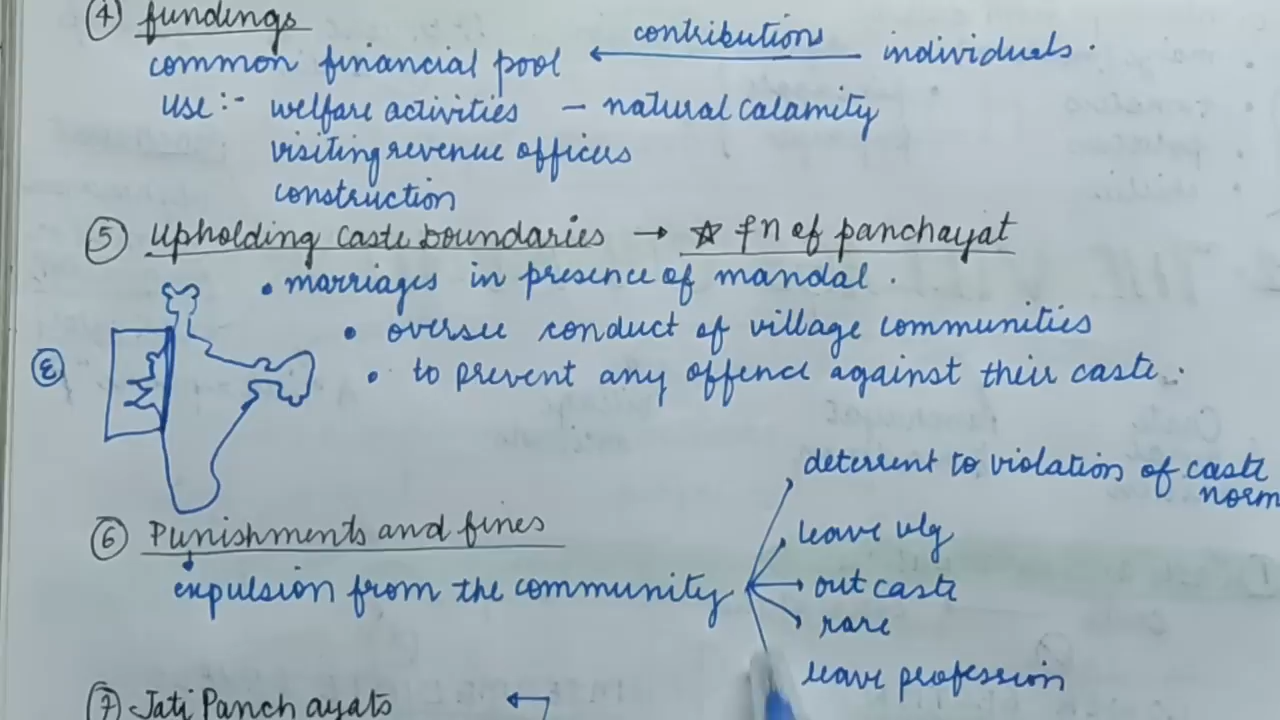 ④ fundings
common financial pool ← contributions individuals.
use :- welfare activities - natural calamity
visiting revenue officers
construction
⑤ Upholding caste boundaries → ☆ fn of panchayat
• marriages in presence of mandal.
• oversee conduct of village communities
• to prevent any offence against their caste.
⑥ Punishments and fines
expulsion from the community
deterrent to violation of caste
norm
leave vlg
out caste
rare
leave profession
⑦ Jati Panchayats ←